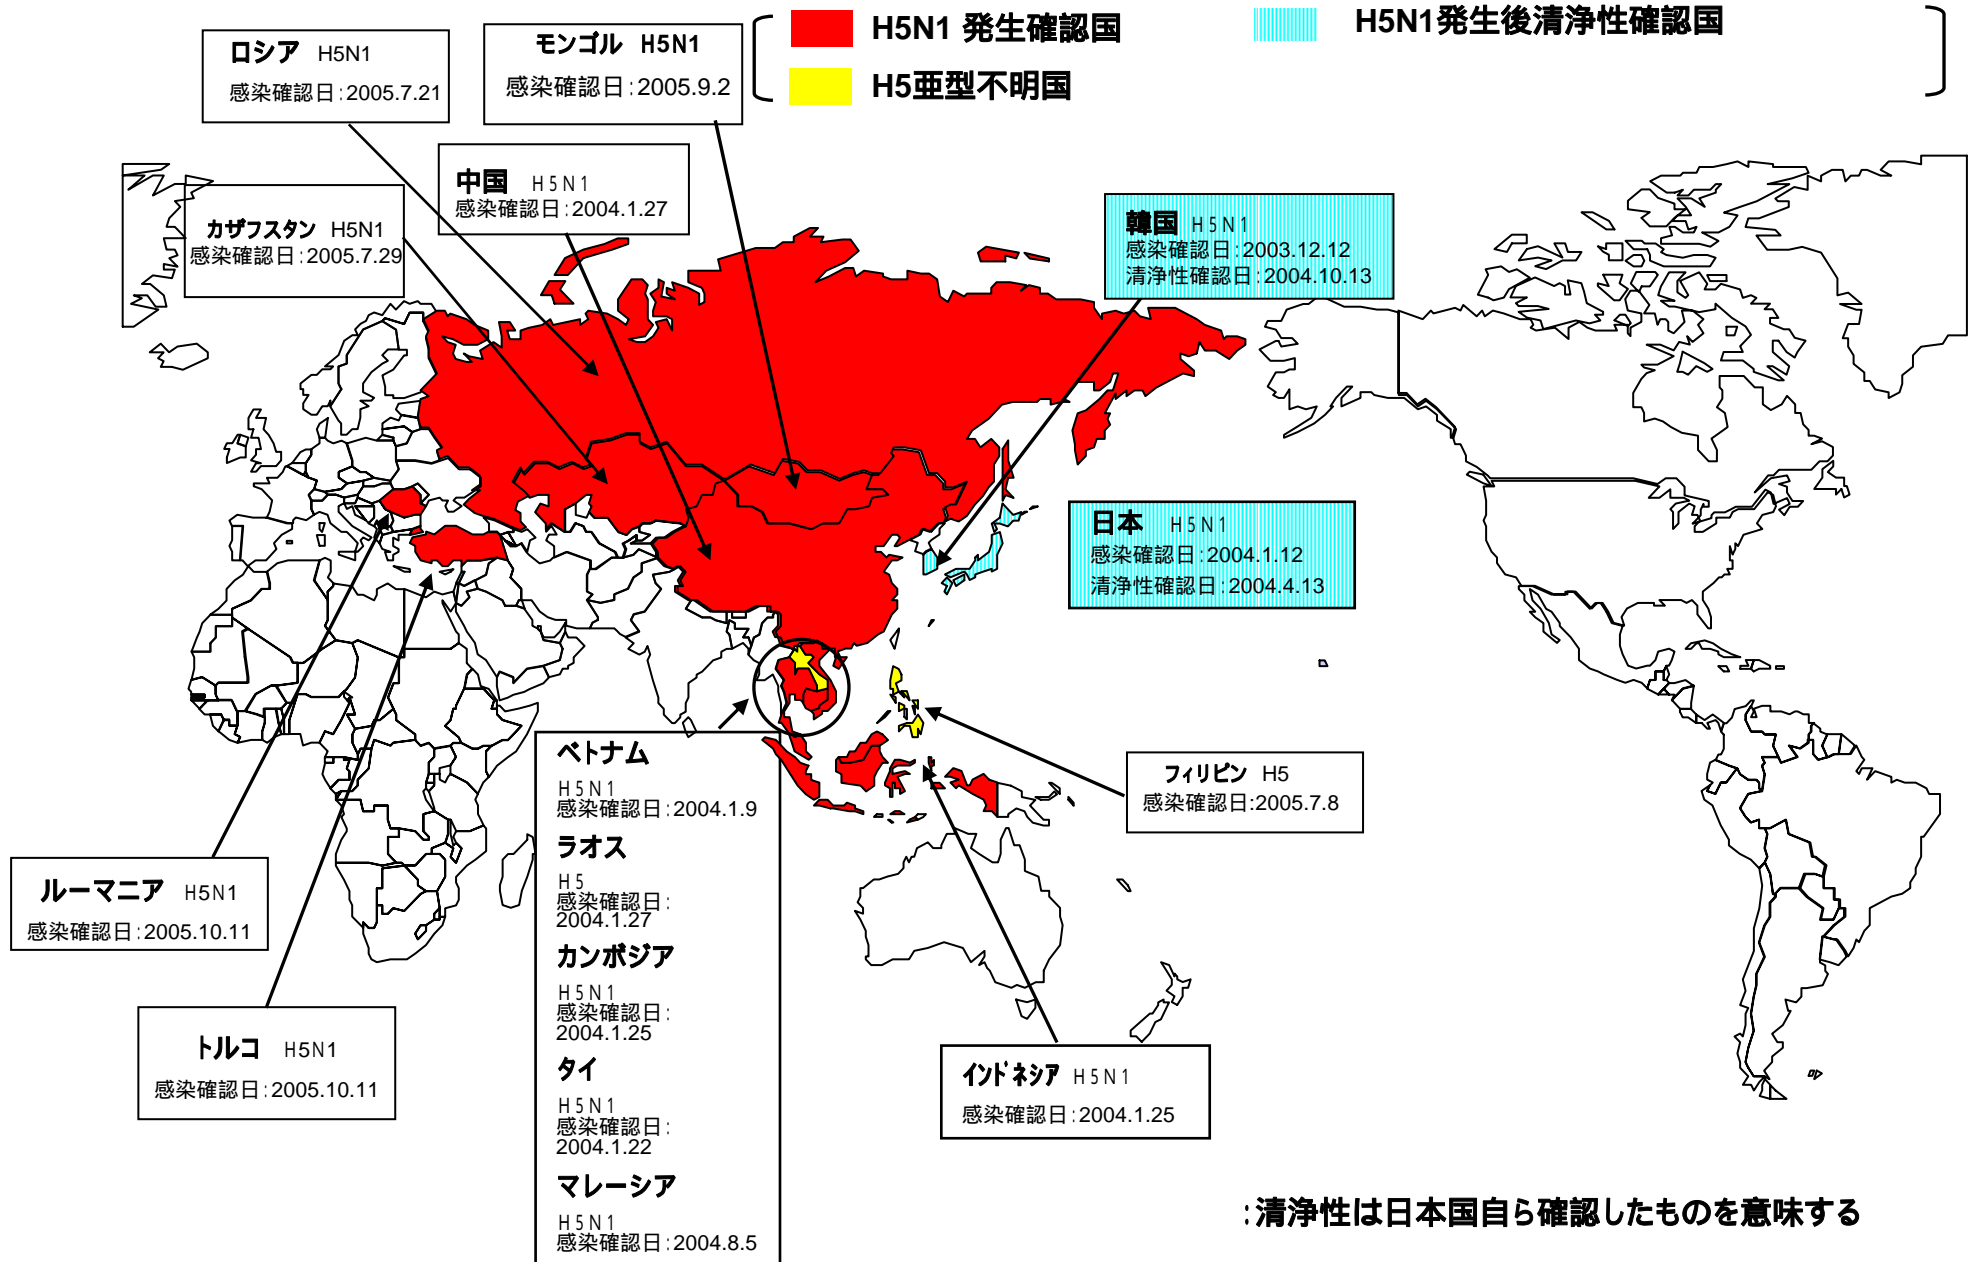 H5N1 発生確認国
H5N1発生後清浄性確認国
H5亜型不明国
ロシア H5N1
感染確認日:2005.7.21
モンゴル H5N1
感染確認日:2005.9.2
中国 H5N1
感染確認日:2004.1.27
カザフスタン H5N1
感染確認日:2005.7.29
韓国 H5N1
感染確認日:2003.12.12
清浄性確認日:2004.10.13
日本 H5N1
感染確認日:2004.1.12
清浄性確認日:2004.4.13
ベトナム
H5N1
感染確認日:2004.1.9
ラオス
H5
感染確認日:
2004.1.27
カンボジア
H5N1
感染確認日:
2004.1.25
タイ
H5N1
感染確認日:
2004.1.22
マレーシア
H5N1
感染確認日:2004.8.5
フィリピン H5
感染確認日:2005.7.8
ルーマニア H5N1
感染確認日:2005.10.11
トルコ H5N1
感染確認日:2005.10.11
インドネシア H5N1
感染確認日:2004.1.25
:清浄性は日本国自ら確認したものを意味する